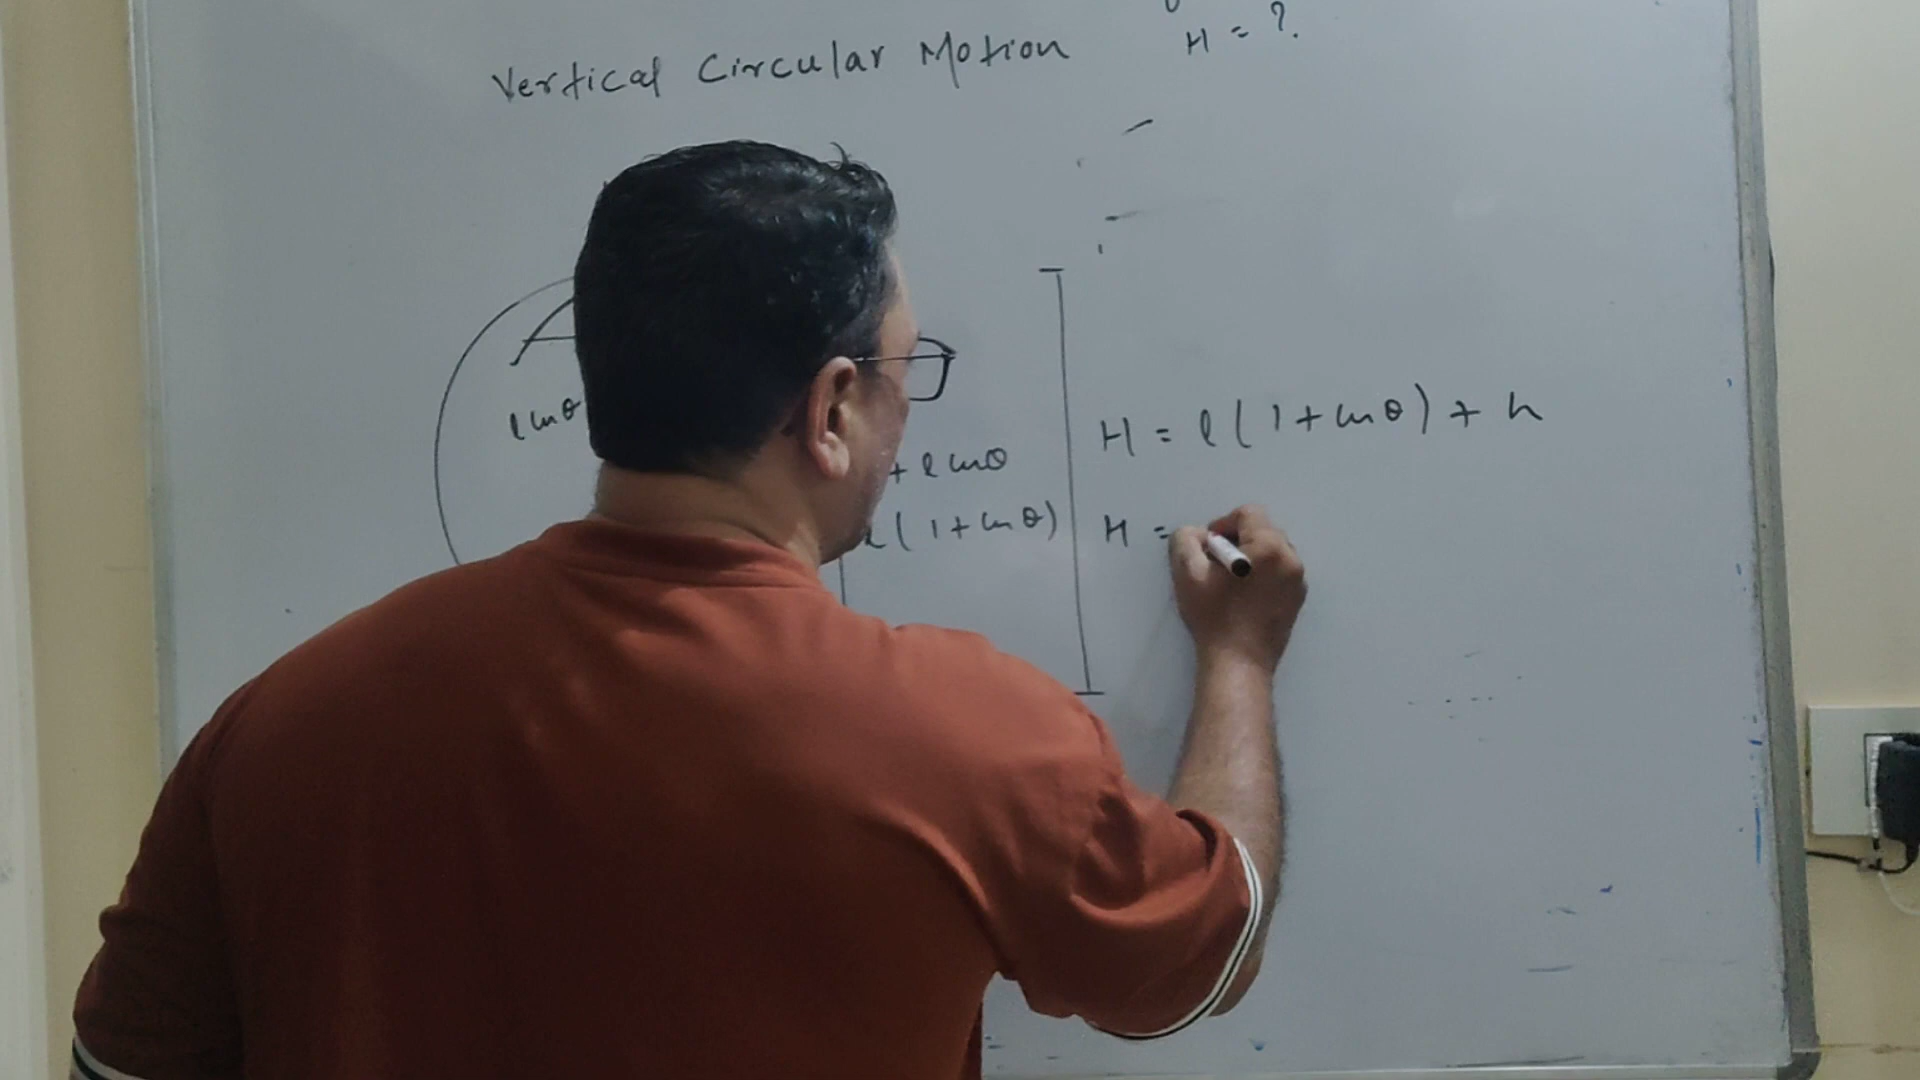 Vertical Circular Motion
H = ?
l cos θ
+ l cos θ
l(1 + cos θ)
H = l(1 + cos θ) + h
H =